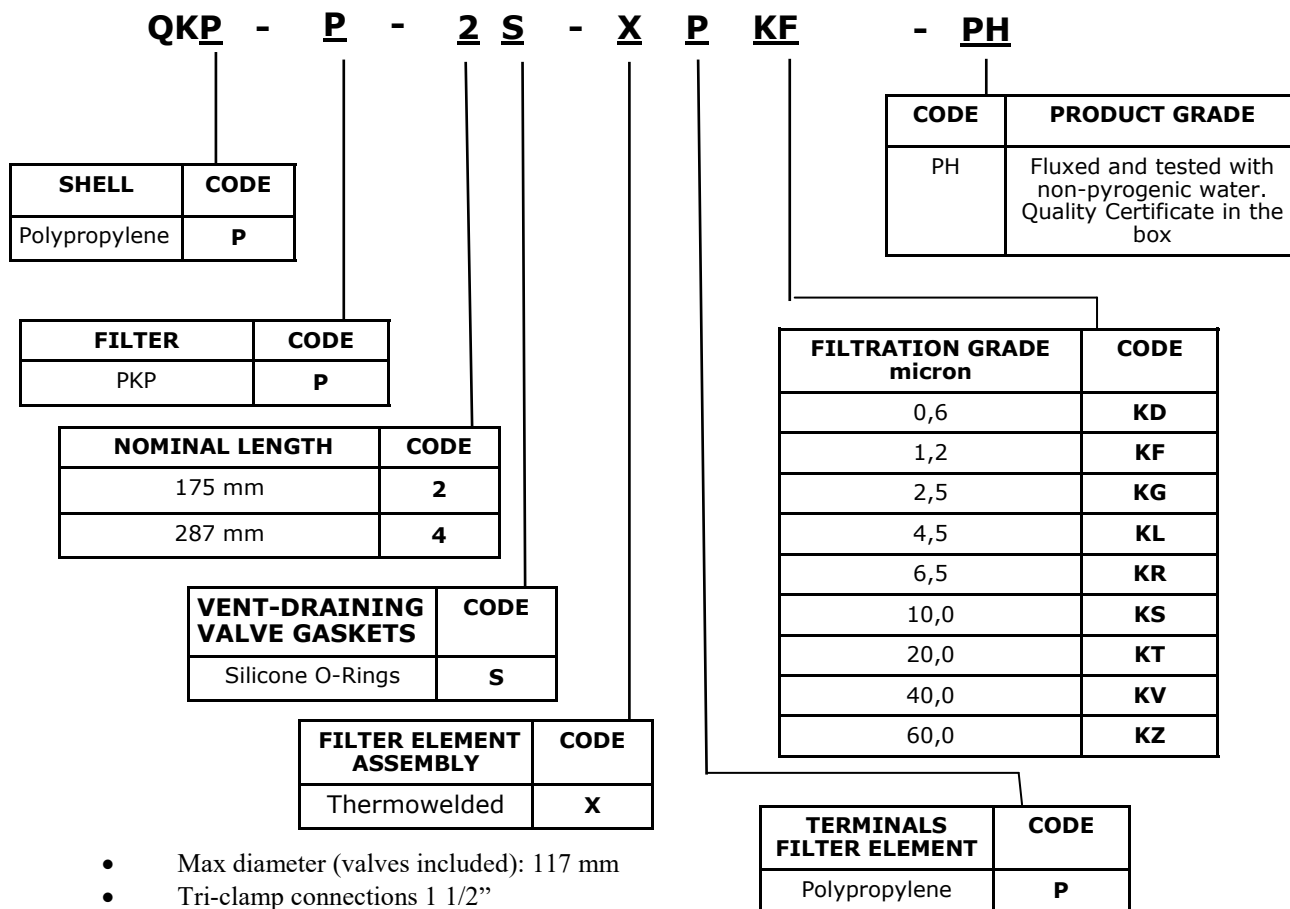 QKP - P - 2 S - X P KF - PH
CODE PRODUCT GRADE
PH Fluxed and tested with
non-pyrogenic water.
Quality Certificate in the
box
SHELL CODE
Polypropylene P
FILTER CODE
PKP P
FILTRATION GRADE
micron CODE
0,6 KD
1,2 KF
2,5 KG
4,5 KL
6,5 KR
10,0 KS
20,0 KT
40,0 KV
60,0 KZ
NOMINAL LENGTH CODE
175 mm 2
287 mm 4
VENT-DRAINING
VALVE GASKETS CODE
Silicone O-Rings S
FILTER ELEMENT
ASSEMBLY CODE
Thermowelded X
TERMINALS
FILTER ELEMENT CODE
Polypropylene P
• Max diameter (valves included): 117 mm
• Tri-clamp connections 1 1/2”